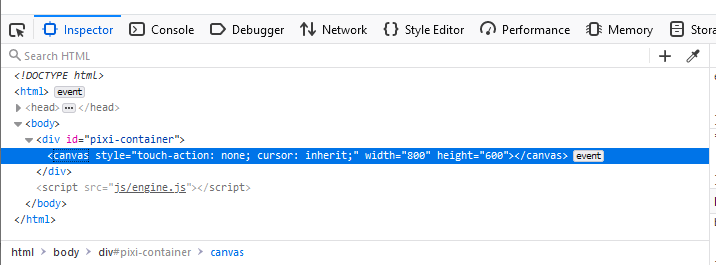 Inspector Console Debugger Network Style Editor Performance Memory Stora
Search HTML
<!DOCTYPE html>
<html> event
<head> ··· </head>
<body>
<div id="pixi-container">
<canvas style="touch-action: none; cursor: inherit;" width="800" height="600"></canvas> event
</div>
<script src="js/engine.js"></script>
</body>
</html>
html > body > div#pixi-container > canvas